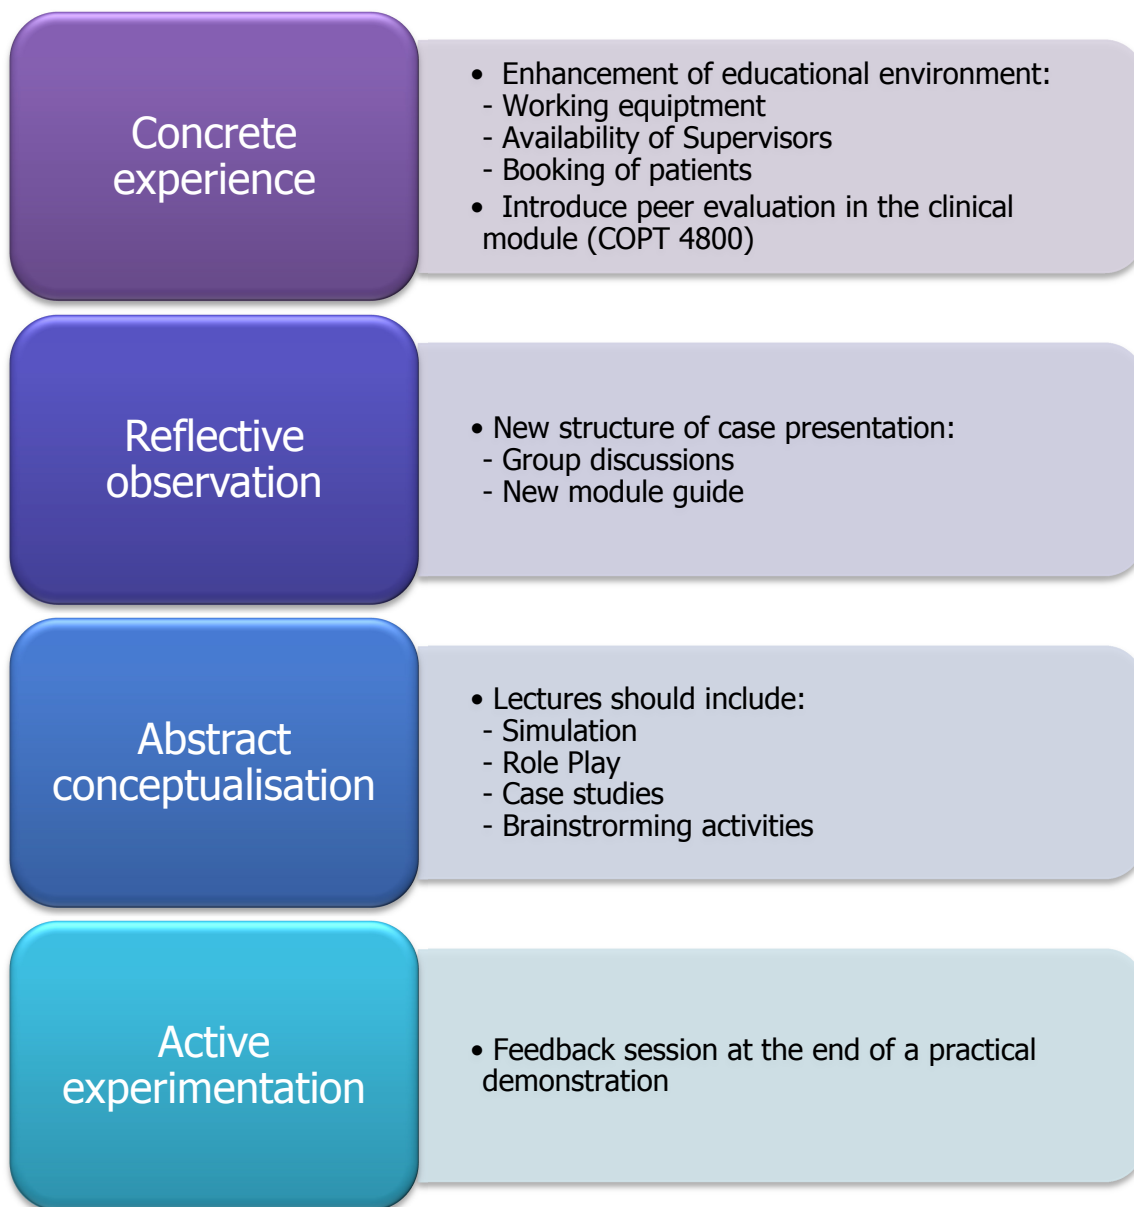 Concrete
experience
• Enhancement of educational environment:
- Working equiptment
- Availability of Supervisors
- Booking of patients
• Introduce peer evaluation in the clinical
module (COPT 4800)
Reflective
observation
• New structure of case presentation:
- Group discussions
- New module guide
Abstract
conceptualisation
• Lectures should include:
- Simulation
- Role Play
- Case studies
- Brainstrorming activities
Active
experimentation
• Feedback session at the end of a practical
demonstration